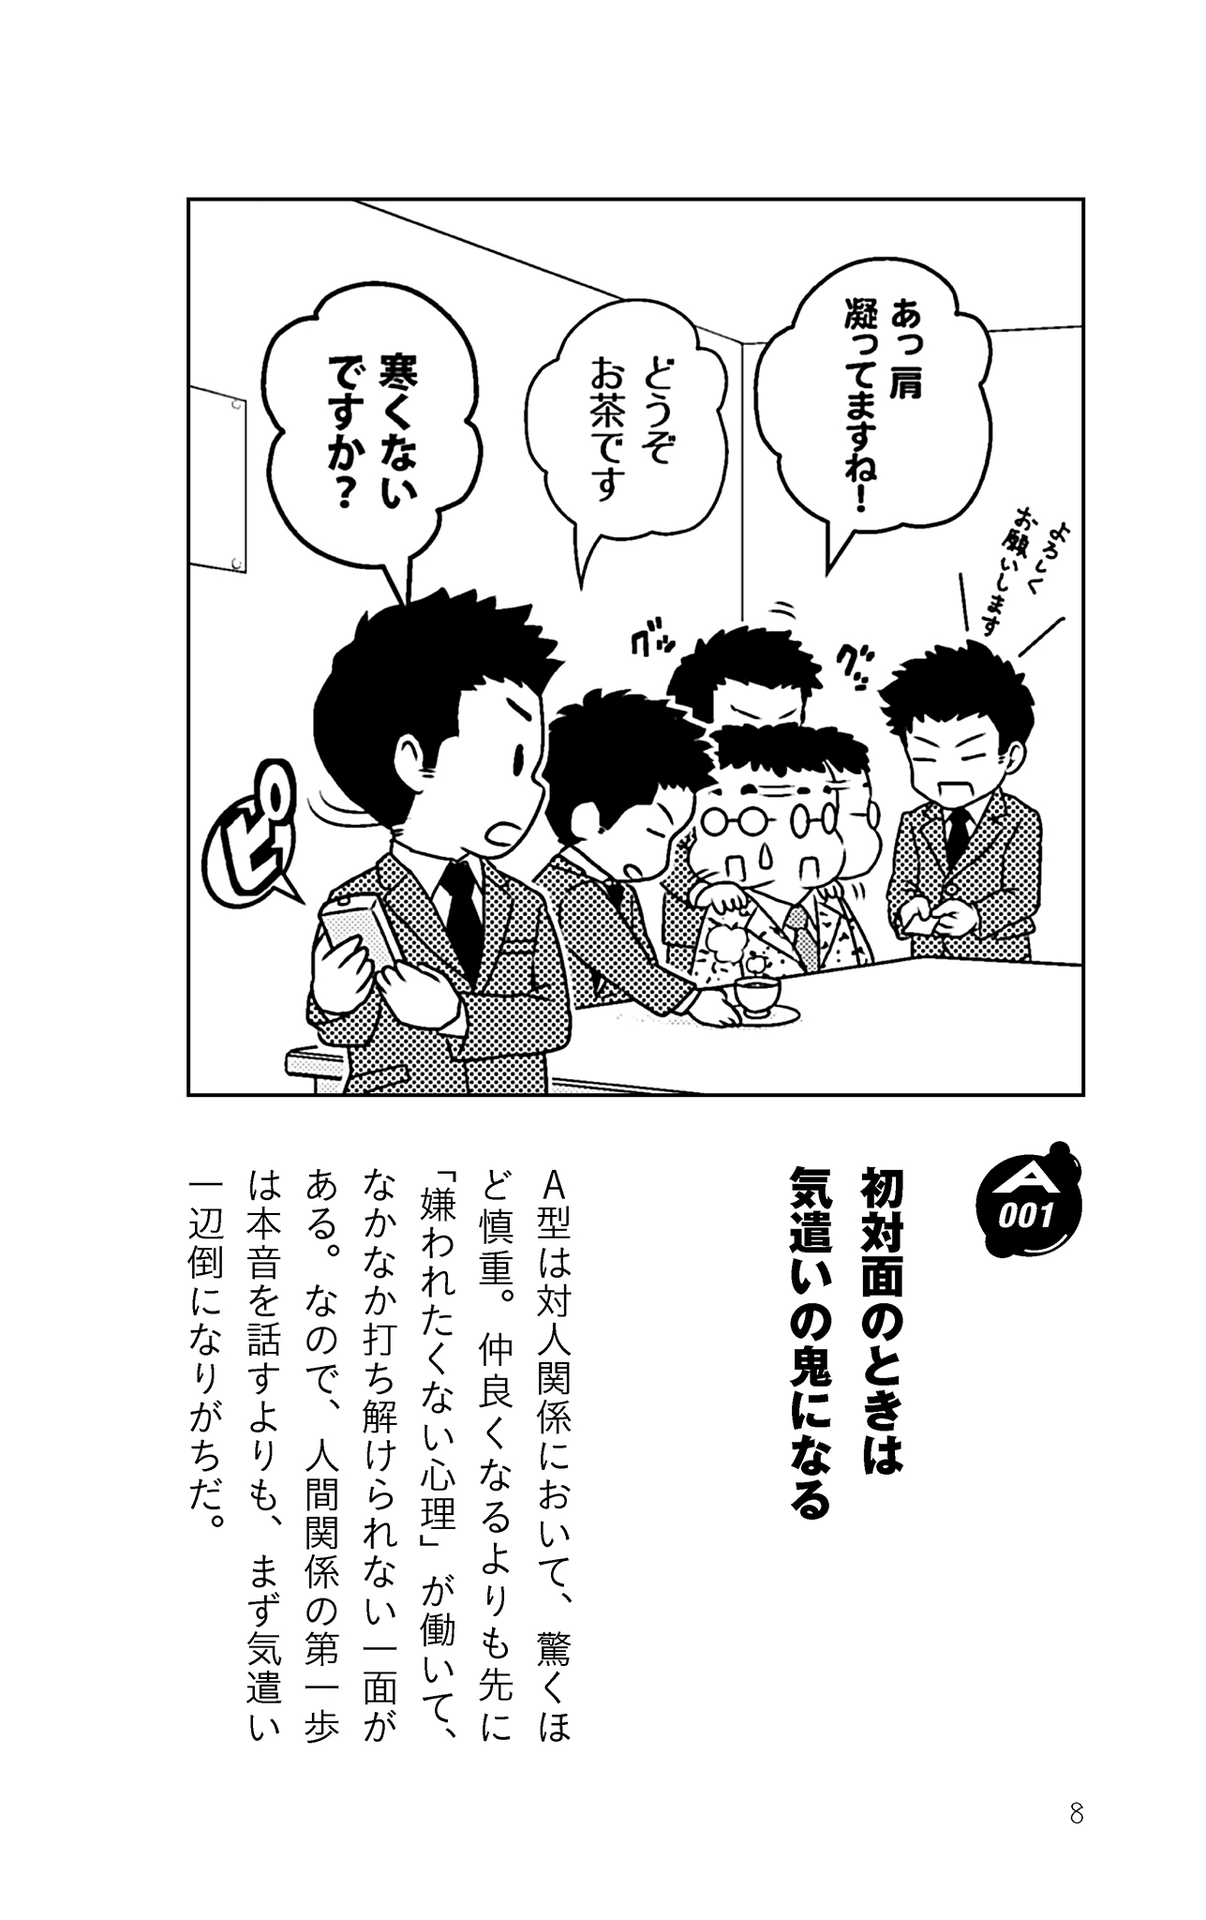 よろしく
お願いします
あっ肩
凝ってますね！
どうぞ
お茶です
寒くない
ですか？
グッ
グッ
ピ
A
001
初対面のときは
気遣いの鬼になる
A型は対人関係において、驚くほ
ど慎重。仲良くなるよりも先に
「嫌われたくない心理」が働いて、
なかなか打ち解けられない一面が
ある。なので、人間関係の第一歩
は本音を話すよりも、まず気遣い
一辺倒になりがちだ。
8